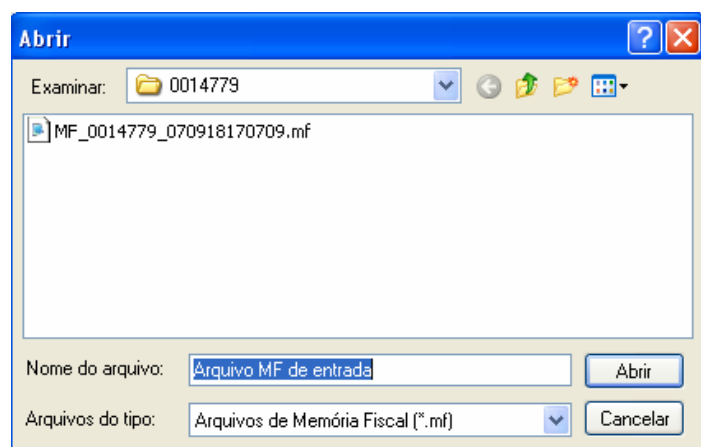 Abrir
Examinar: 0014779
MF_0014779_070918170709.mf
Nome do arquivo: Arquivo MF de entrada Abrir
Arquivos do tipo: Arquivos de Memória Fiscal (*.mf) Cancelar